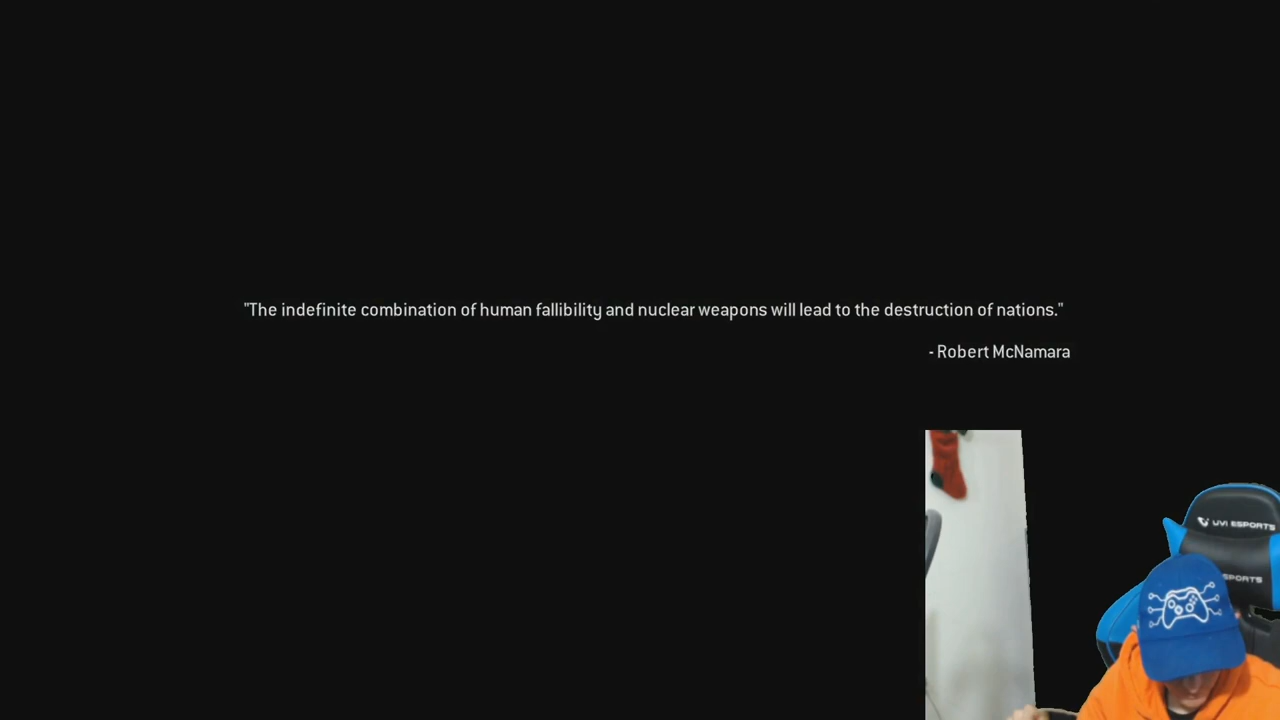 "The indefinite combination of human fallibility and nuclear weapons will lead to the destruction of nations."
- Robert McNamara
UVI ESPORTS
SPORTS